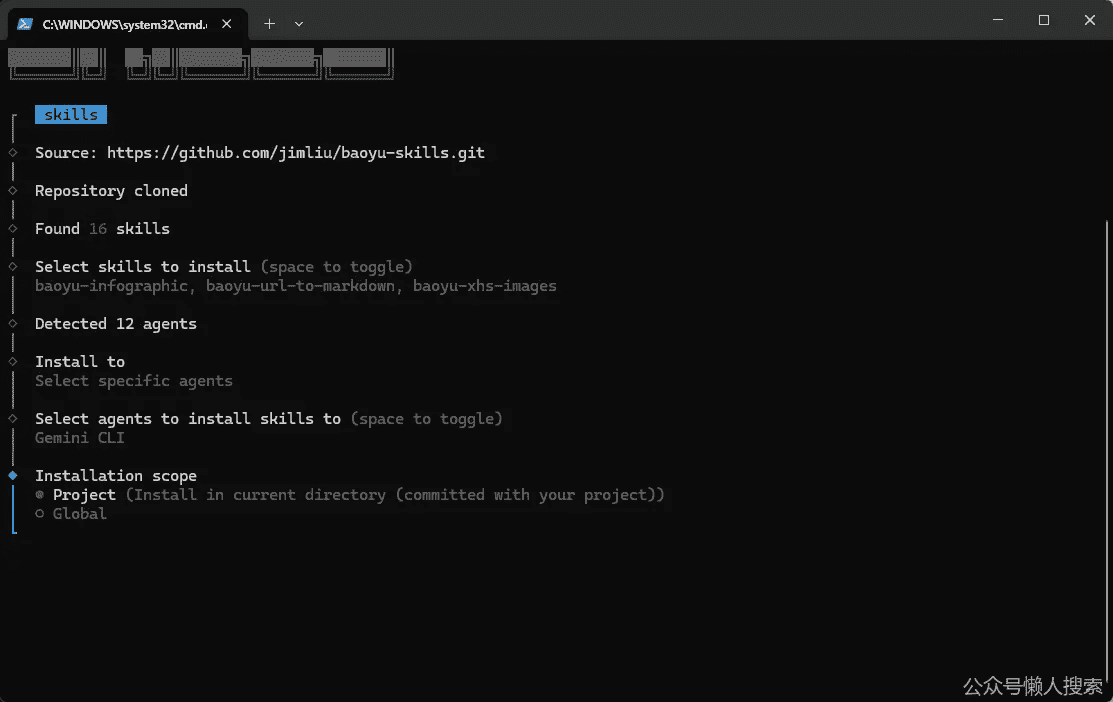 C:\WINDOWS\system32\cmd.
skills
Source: https://github.com/jimliu/baoyu-skills.git
Repository cloned
Found 16 skills
Select skills to install (space to toggle)
baoyu-infographic, baoyu-url-to-markdown, baoyu-xhs-images
Detected 12 agents
Install to
Select specific agents
Select agents to install skills to (space to toggle)
Gemini CLI
Installation scope
Project (Install in current directory (committed with your project))
Global
公众号懒人搜索